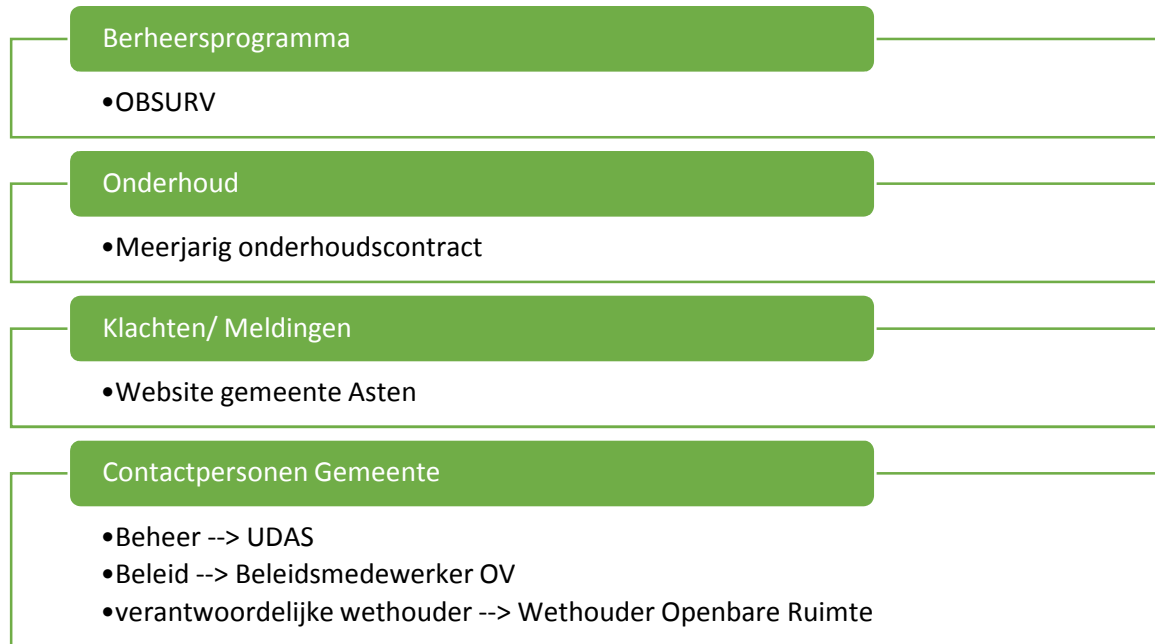 Berheersprogramma
•OBSURV
Onderhoud
•Meerjarig onderhoudscontract
Klachten/ Meldingen
•Website gemeente Asten
Contactpersonen Gemeente
•Beheer --> UDAS
•Beleid --> Beleidsmedewerker OV
•verantwoordelijke wethouder --> Wethouder Openbare Ruimte